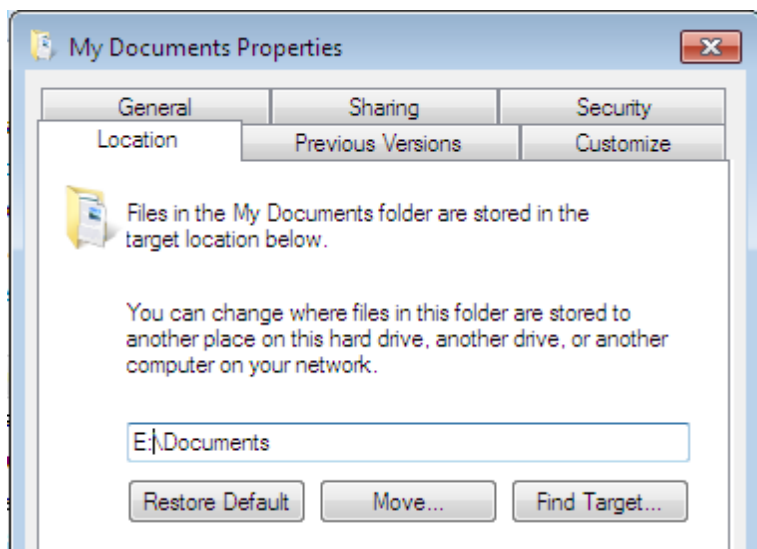 My Documents Properties
General
Sharing
Security
Location
Previous Versions
Customize
Files in the My Documents folder are stored in the
target location below.
You can change where files in this folder are stored to
another place on this hard drive, another drive, or another
computer on your network.
E:\Documents
Restore Default
Move...
Find Target...